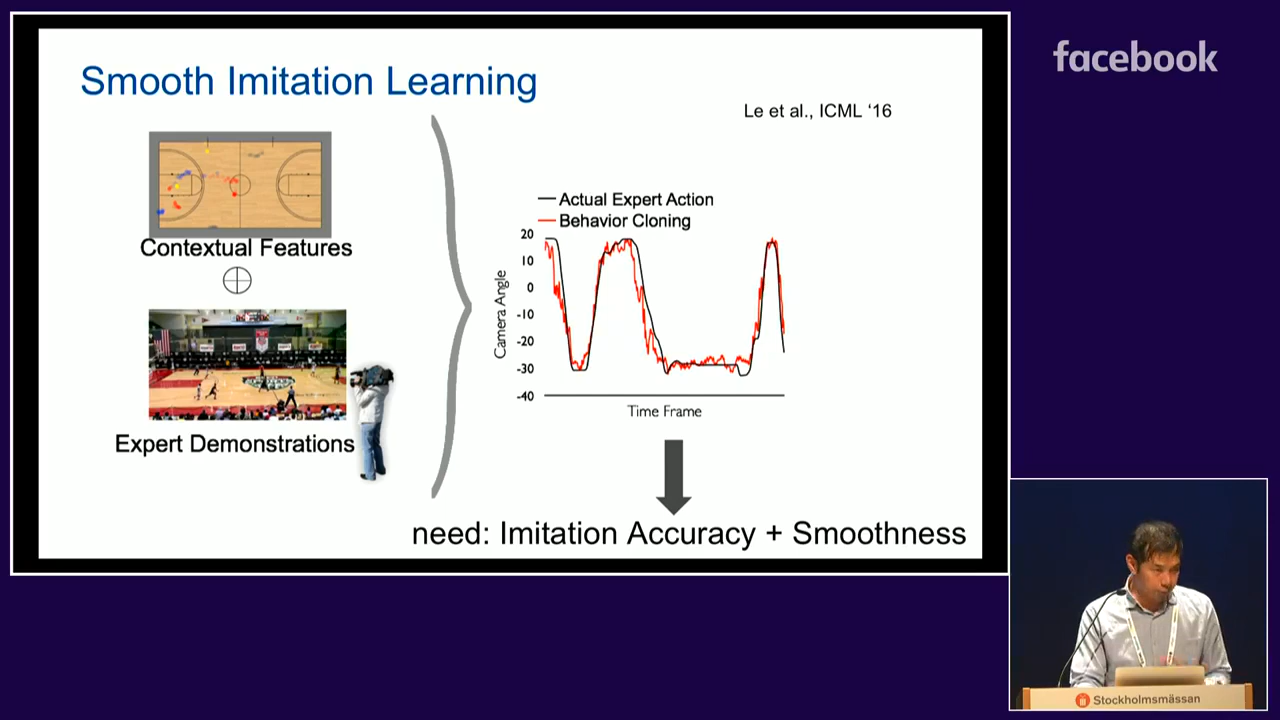 facebook
Smooth Imitation Learning
Le et al., ICML ‘16
Contextual Features
Expert Demonstrations
Actual Expert Action
Behavior Cloning
20
10
0
-10
-20
-30
-40
Camera Angle
Time Frame
need: Imitation Accuracy + Smoothness
Stockholmsmässan